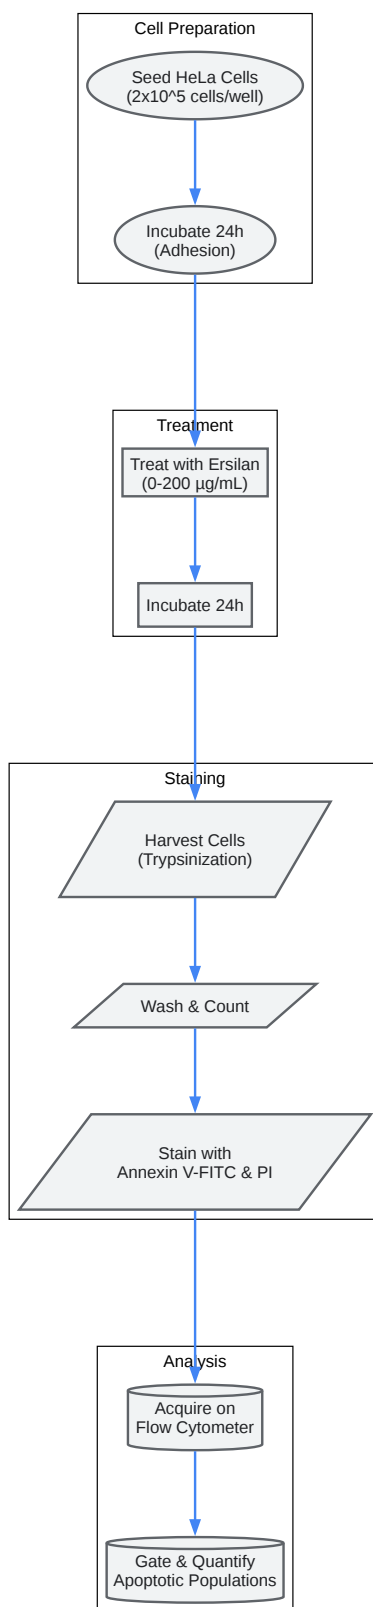 Cell Preparation
Seed HeLa Cells
(2x10^5 cells/well)
Incubate 24h
(Adhesion)
Treatment
Treat with Ersilan
(0-200 µg/mL)
Incubate 24h
Staining
Harvest Cells
(Trypsinization)
Wash & Count
Stain with
Annexin V-FITC & PI
Analysis
Acquire on
Flow Cytometer
Gate & Quantify
Apoptotic Populations